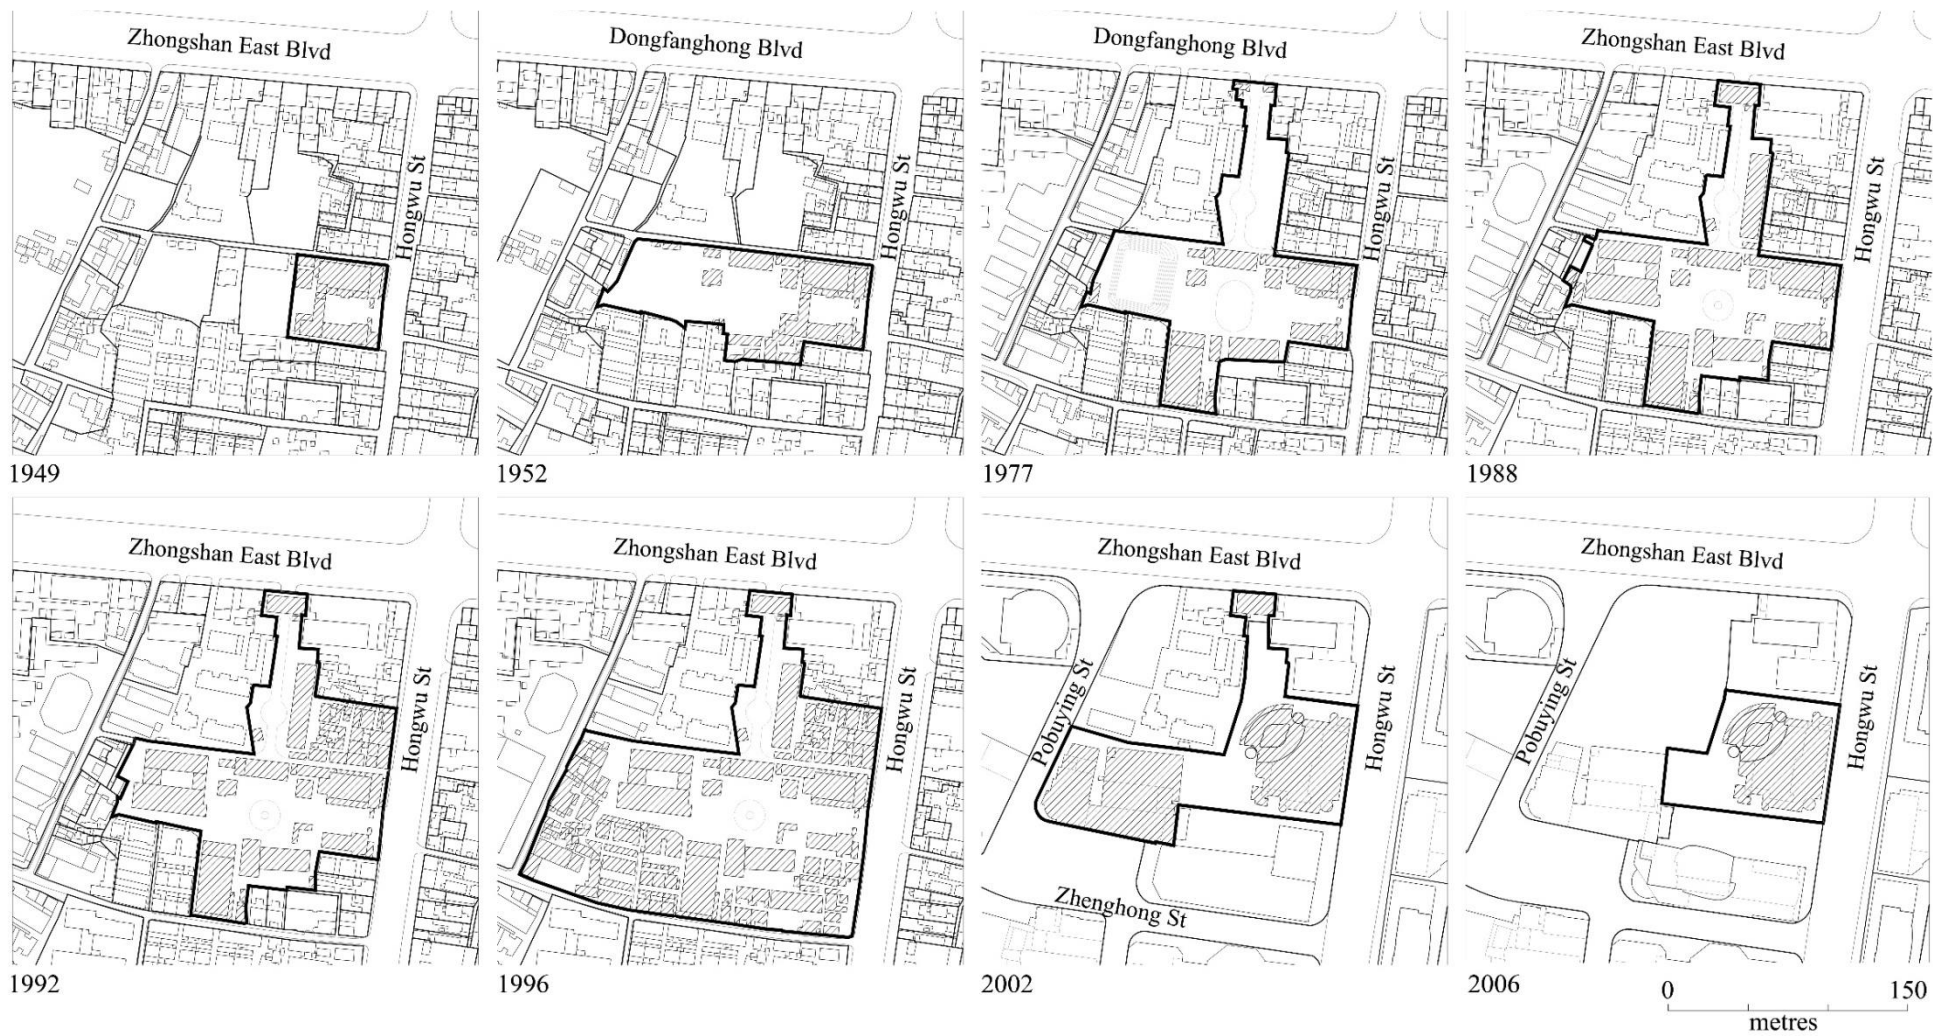 Zhongshan East Blvd
Hongwu St
1949
Dongfanghong Blvd
Hongwu St
1952
Dongfanghong Blvd
Hongwu St
1977
Zhongshan East Blvd
Hongwu St
1988
Zhongshan East Blvd
Hongwu St
1992
Zhongshan East Blvd
Hongwu St
1996
Zhongshan East Blvd
Pobuying St
Hongwu St
Zhenghong St
2002
Zhongshan East Blvd
Pobuying St
Hongwu St
2006
0 150
metres